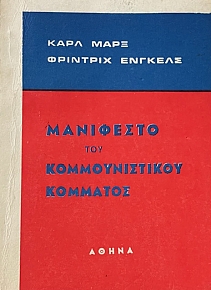 ΚΑΡΛ ΜΑΡΞ
ΦΡΙΝΤΡΙΧ ΕΝΓΚΕΛΣ
ΜΑΝΙΦΕΣΤΟ
ΤΟΥ
ΚΟΜΜΟΥΝΙΣΤΙΚΟΥ
ΚΟΜΜΑΤΟΣ
ΑΘΗΝΑ